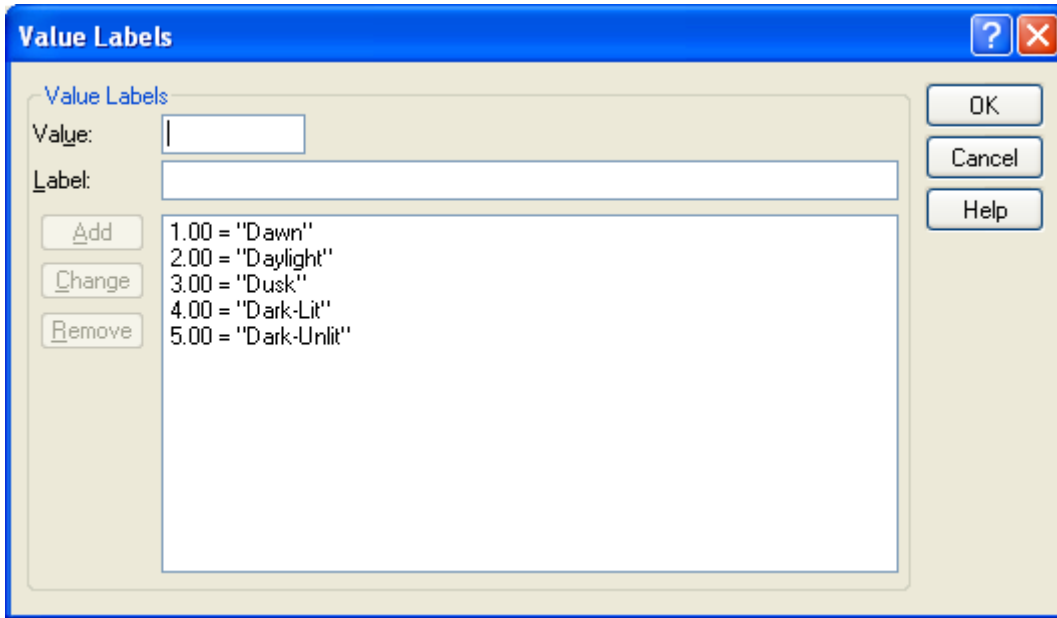 Value Labels
Value Labels
Value:
Label:
Add
Change
Remove
1.00 = "Dawn"
2.00 = "Daylight"
3.00 = "Dusk"
4.00 = "Dark-Lit"
5.00 = "Dark-Unlit"
OK
Cancel
Help